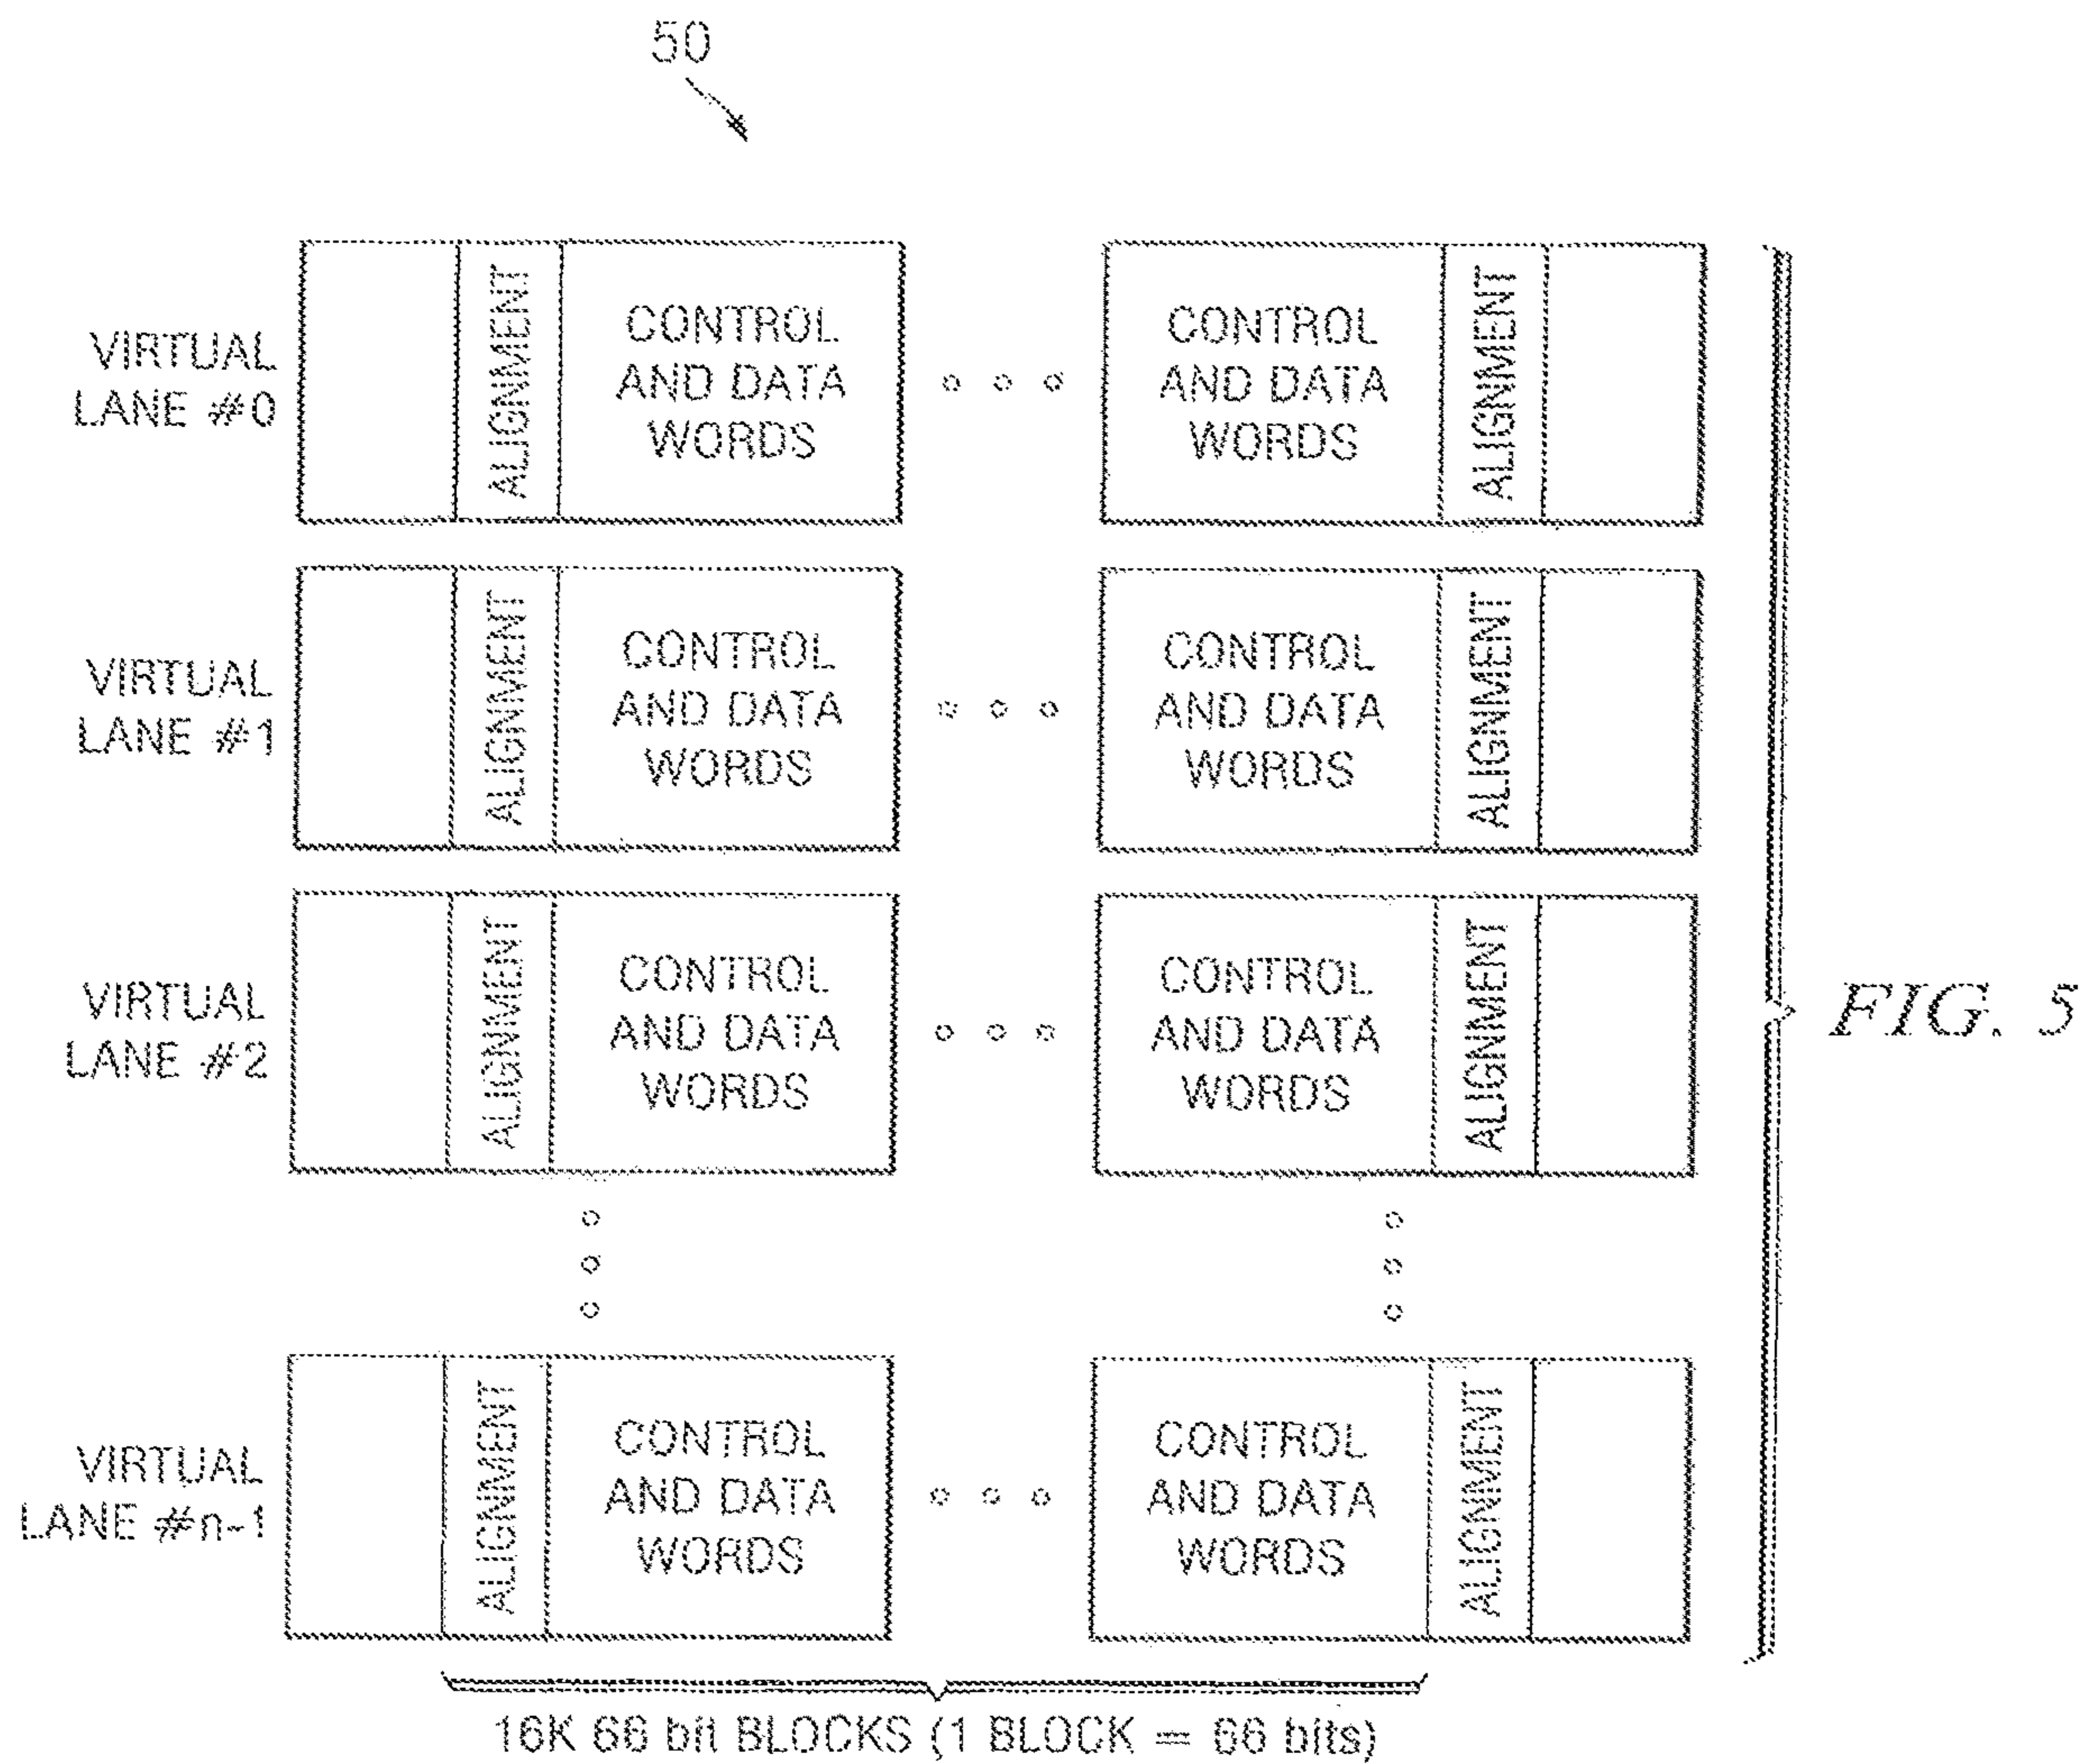 50
VIRTUAL
LANE #0
ALIGNMENT
CONTROL
AND DATA
WORDS
CONTROL
AND DATA
WORDS
ALIGNMENT
VIRTUAL
LANE #1
ALIGNMENT
CONTROL
AND DATA
WORDS
CONTROL
AND DATA
WORDS
ALIGNMENT
VIRTUAL
LANE #2
ALIGNMENT
CONTROL
AND DATA
WORDS
CONTROL
AND DATA
WORDS
ALIGNMENT
FIG. 5
VIRTUAL
LANE #n-1
ALIGNMENT
CONTROL
AND DATA
WORDS
CONTROL
AND DATA
WORDS
ALIGNMENT
16K 66 bit BLOCKS (1 BLOCK = 66 bits)